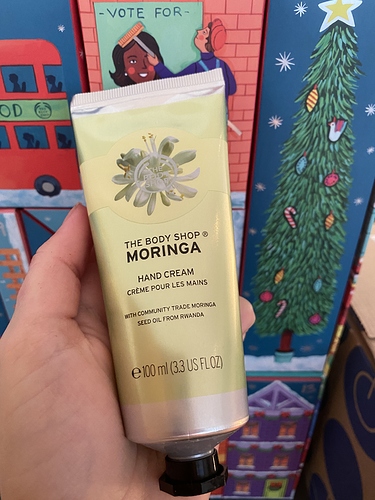 -VOTE FOR-
OD
THE BODY SHOP®
MORINGA
HAND CREAM
CRÈME POUR LES MAINS
WITH COMMUNITY TRADE MORINGA
SEED OIL FROM RWANDA
℮100 ml (3.3 US FL.OZ)